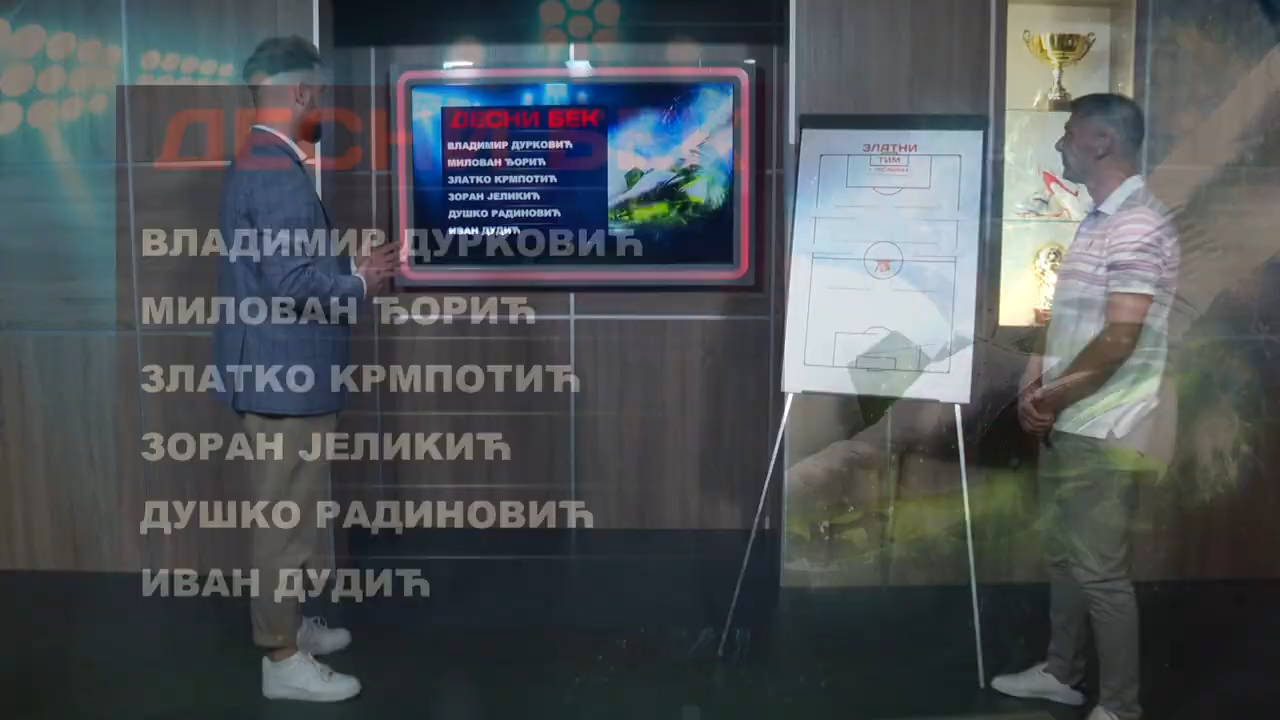 ДЕСНИ БЕК
ВЛАДИМИР ДУРКОВИЋ
МИЛОВАН ЂОРИЋ
ЗЛАТКО КРМПОТИЋ
ЗОРАН ЈЕЛИКИЋ
ДУШКО РАДИНОВИЋ
ИВАН ДУДИЋ
ЗЛАТНИ
ТИМ
ДЕСНИ
ВЛАДИМИР ДУРКОВИЋ
МИЛОВАН ЂОРИЋ
ЗЛАТКО КРМПОТИЋ
ЗОРАН ЈЕЛИКИЋ
ДУШКО РАДИНОВИЋ
ИВАН ДУДИЋ